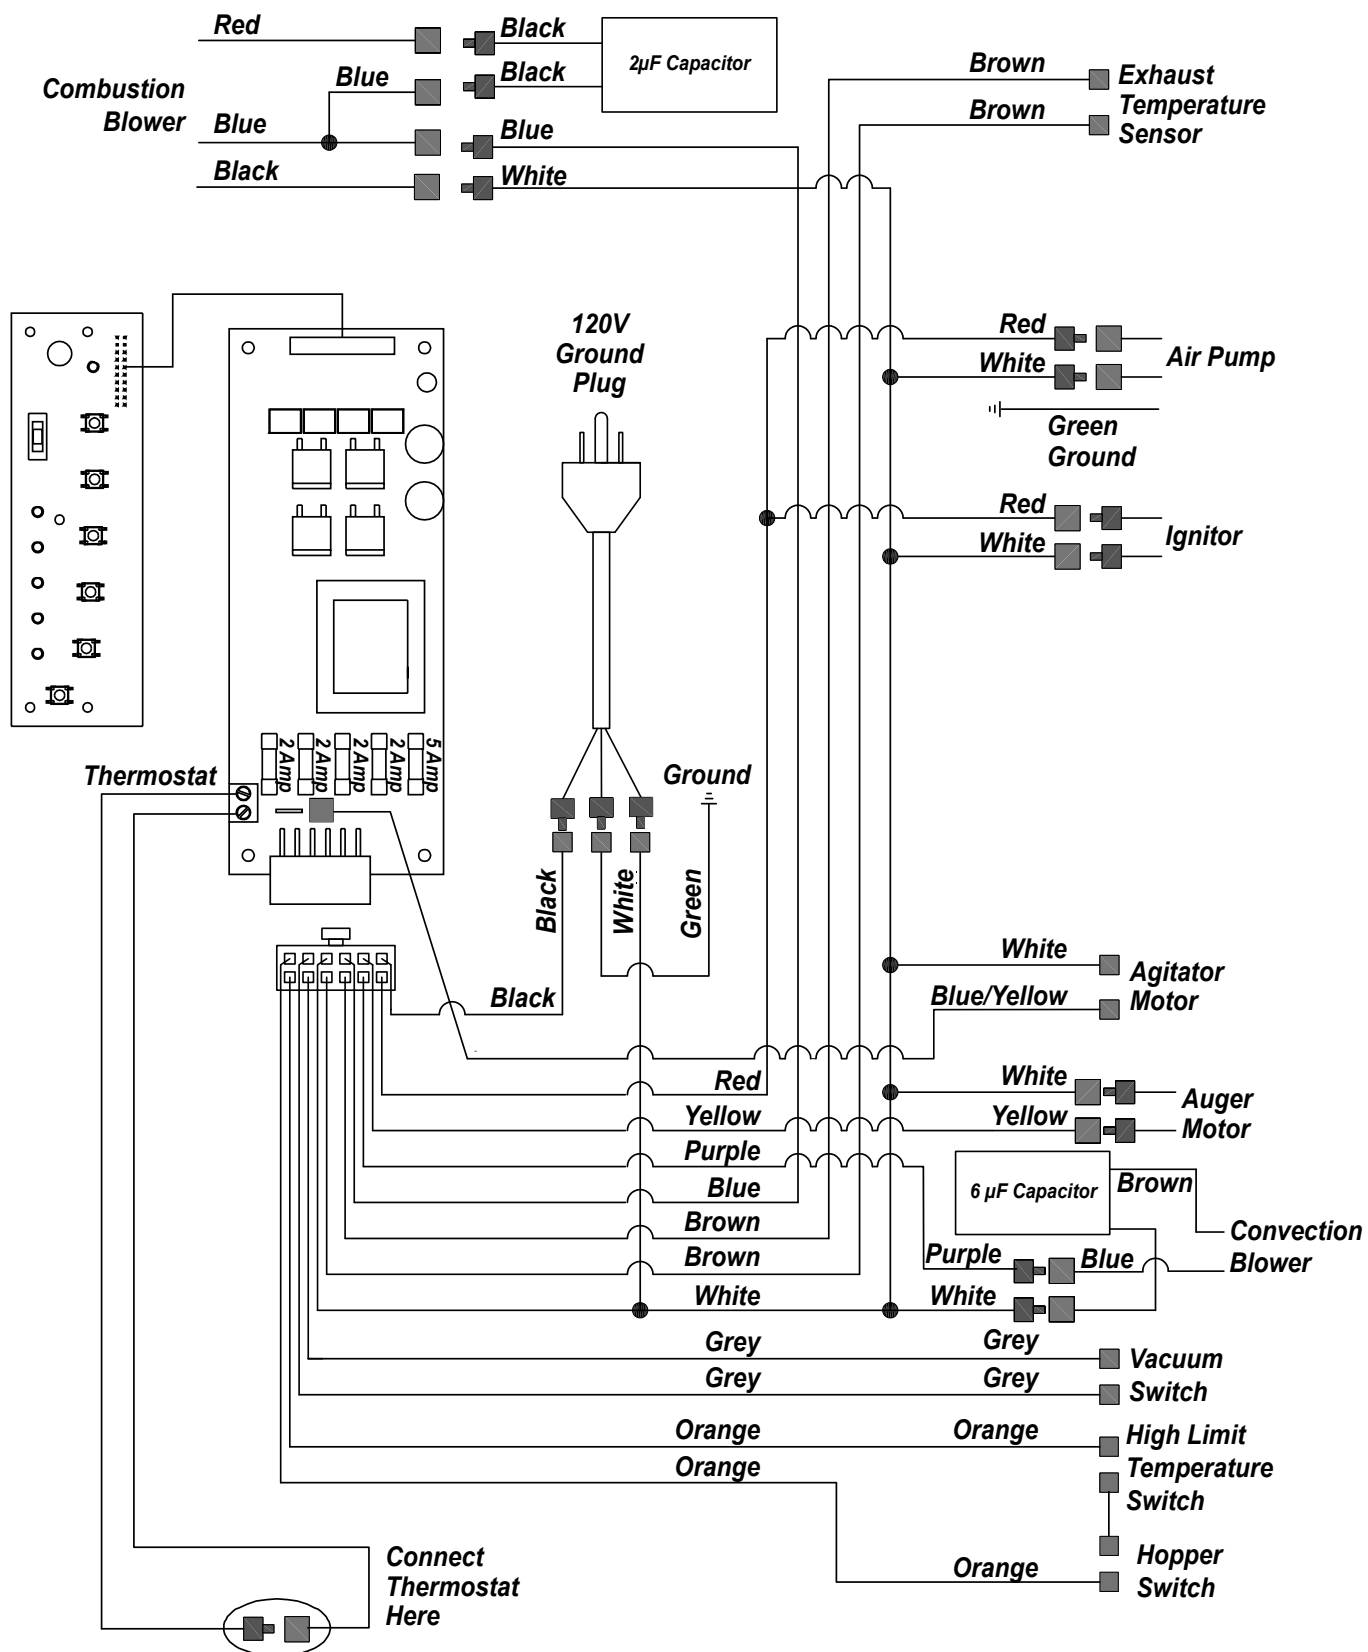 Red
Black
2µF Capacitor
Blue
Black
Combustion
Blower
Blue
Blue
Black
White
Brown
Exhaust
Temperature
Sensor
Brown
120V
Ground
Plug
Red
White
Air Pump
Green
Ground
Red
White
Ignitor
2 Amp
2 Amp
2 Amp
2 Amp
5 Amp
Thermostat
Ground
Black
White
Green
Black
White
Agitator
Motor
Blue/Yellow
Red
White
Auger
Motor
Yellow
Yellow
Purple
6 µF Capacitor
Brown
Blue
Brown
Convection
Blower
Brown
Purple
Blue
White
White
Grey
Grey
Vacuum
Switch
Grey
Grey
Orange
Orange
High Limit
Temperature
Switch
Orange
Connect
Thermostat
Here
Orange
Hopper
Switch